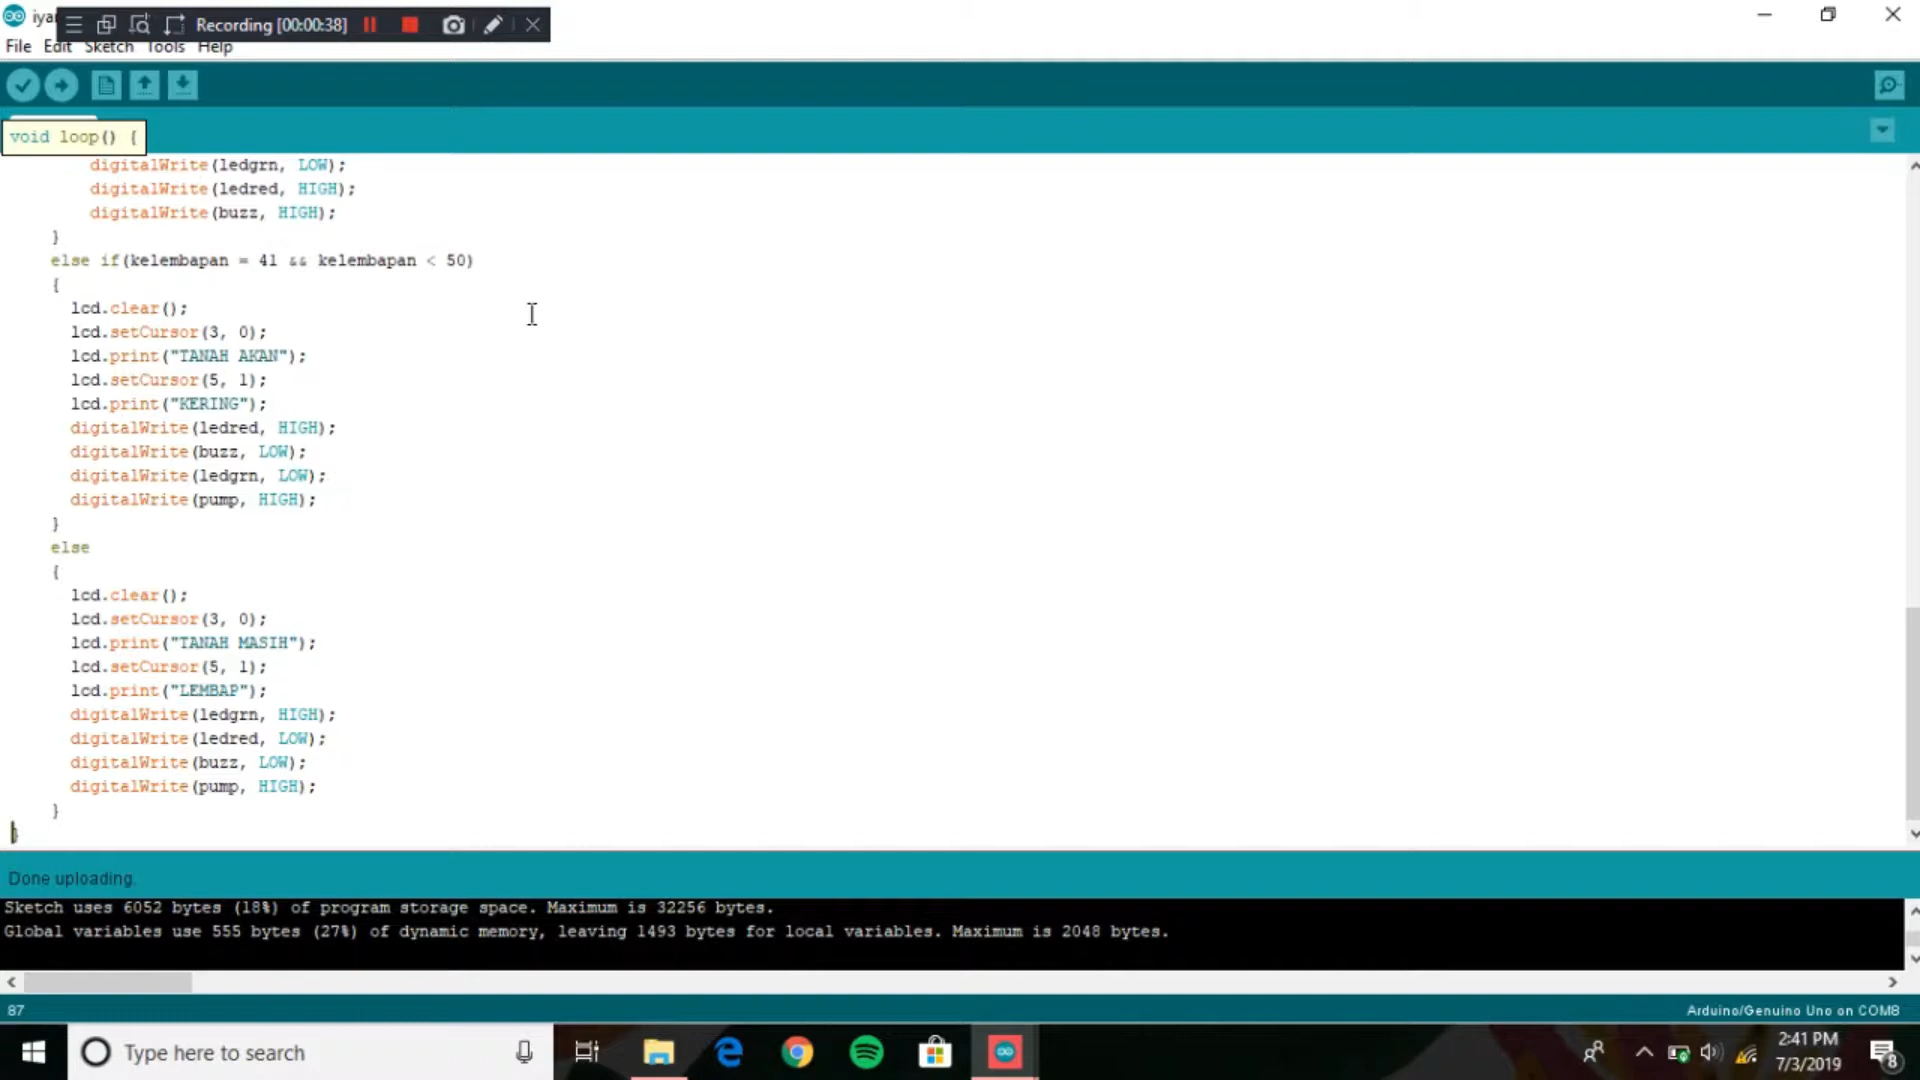 iya
Recording [00:00:38]
File Edit Sketch Tools Help
void loop() {
digitalWrite(ledgrn, LOW);
digitalWrite(ledred, HIGH);
digitalWrite(buzz, HIGH);
}
else if(kelembapan = 41 && kelembapan < 50)
{
lcd.clear();
lcd.setCursor(3, 0);
lcd.print("TANAH AKAN");
lcd.setCursor(5, 1);
lcd.print("KERING");
digitalWrite(ledred, HIGH);
digitalWrite(buzz, LOW);
digitalWrite(ledgrn, LOW);
digitalWrite(pump, HIGH);
}
else
{
lcd.clear();
lcd.setCursor(3, 0);
lcd.print("TANAH MASIH");
lcd.setCursor(5, 1);
lcd.print("LEMBAP");
digitalWrite(ledgrn, HIGH);
digitalWrite(ledred, LOW);
digitalWrite(buzz, LOW);
digitalWrite(pump, HIGH);
}
}
Done uploading.
Sketch uses 6052 bytes (18%) of program storage space. Maximum is 32256 bytes.
Global variables use 555 bytes (27%) of dynamic memory, leaving 1493 bytes for local variables. Maximum is 2048 bytes.
87
Arduino/Genuino Uno on COM8
Type here to search
2:41 PM
7/3/2019
8